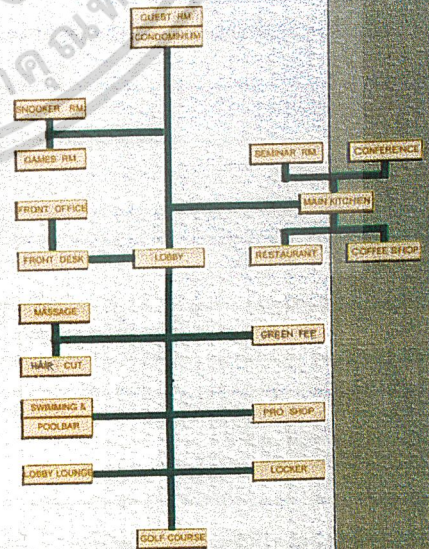 GUEST RM.
CONDOMINIUM
SNOOKER RM.
GAMES RM.
SEMINAR RM.
CONFERENCE
MAIN KITCHEN
FRONT OFFICE
FRONT DESK
LOBBY
RESTAURANT
COFFEE SHOP
MASSAGE
HAIR - CUT
GREEN FEE
SWIMMING &
POOLBAR
PRO SHOP
LOBBY LOUNGE
LOCKER
GOLF COURSE